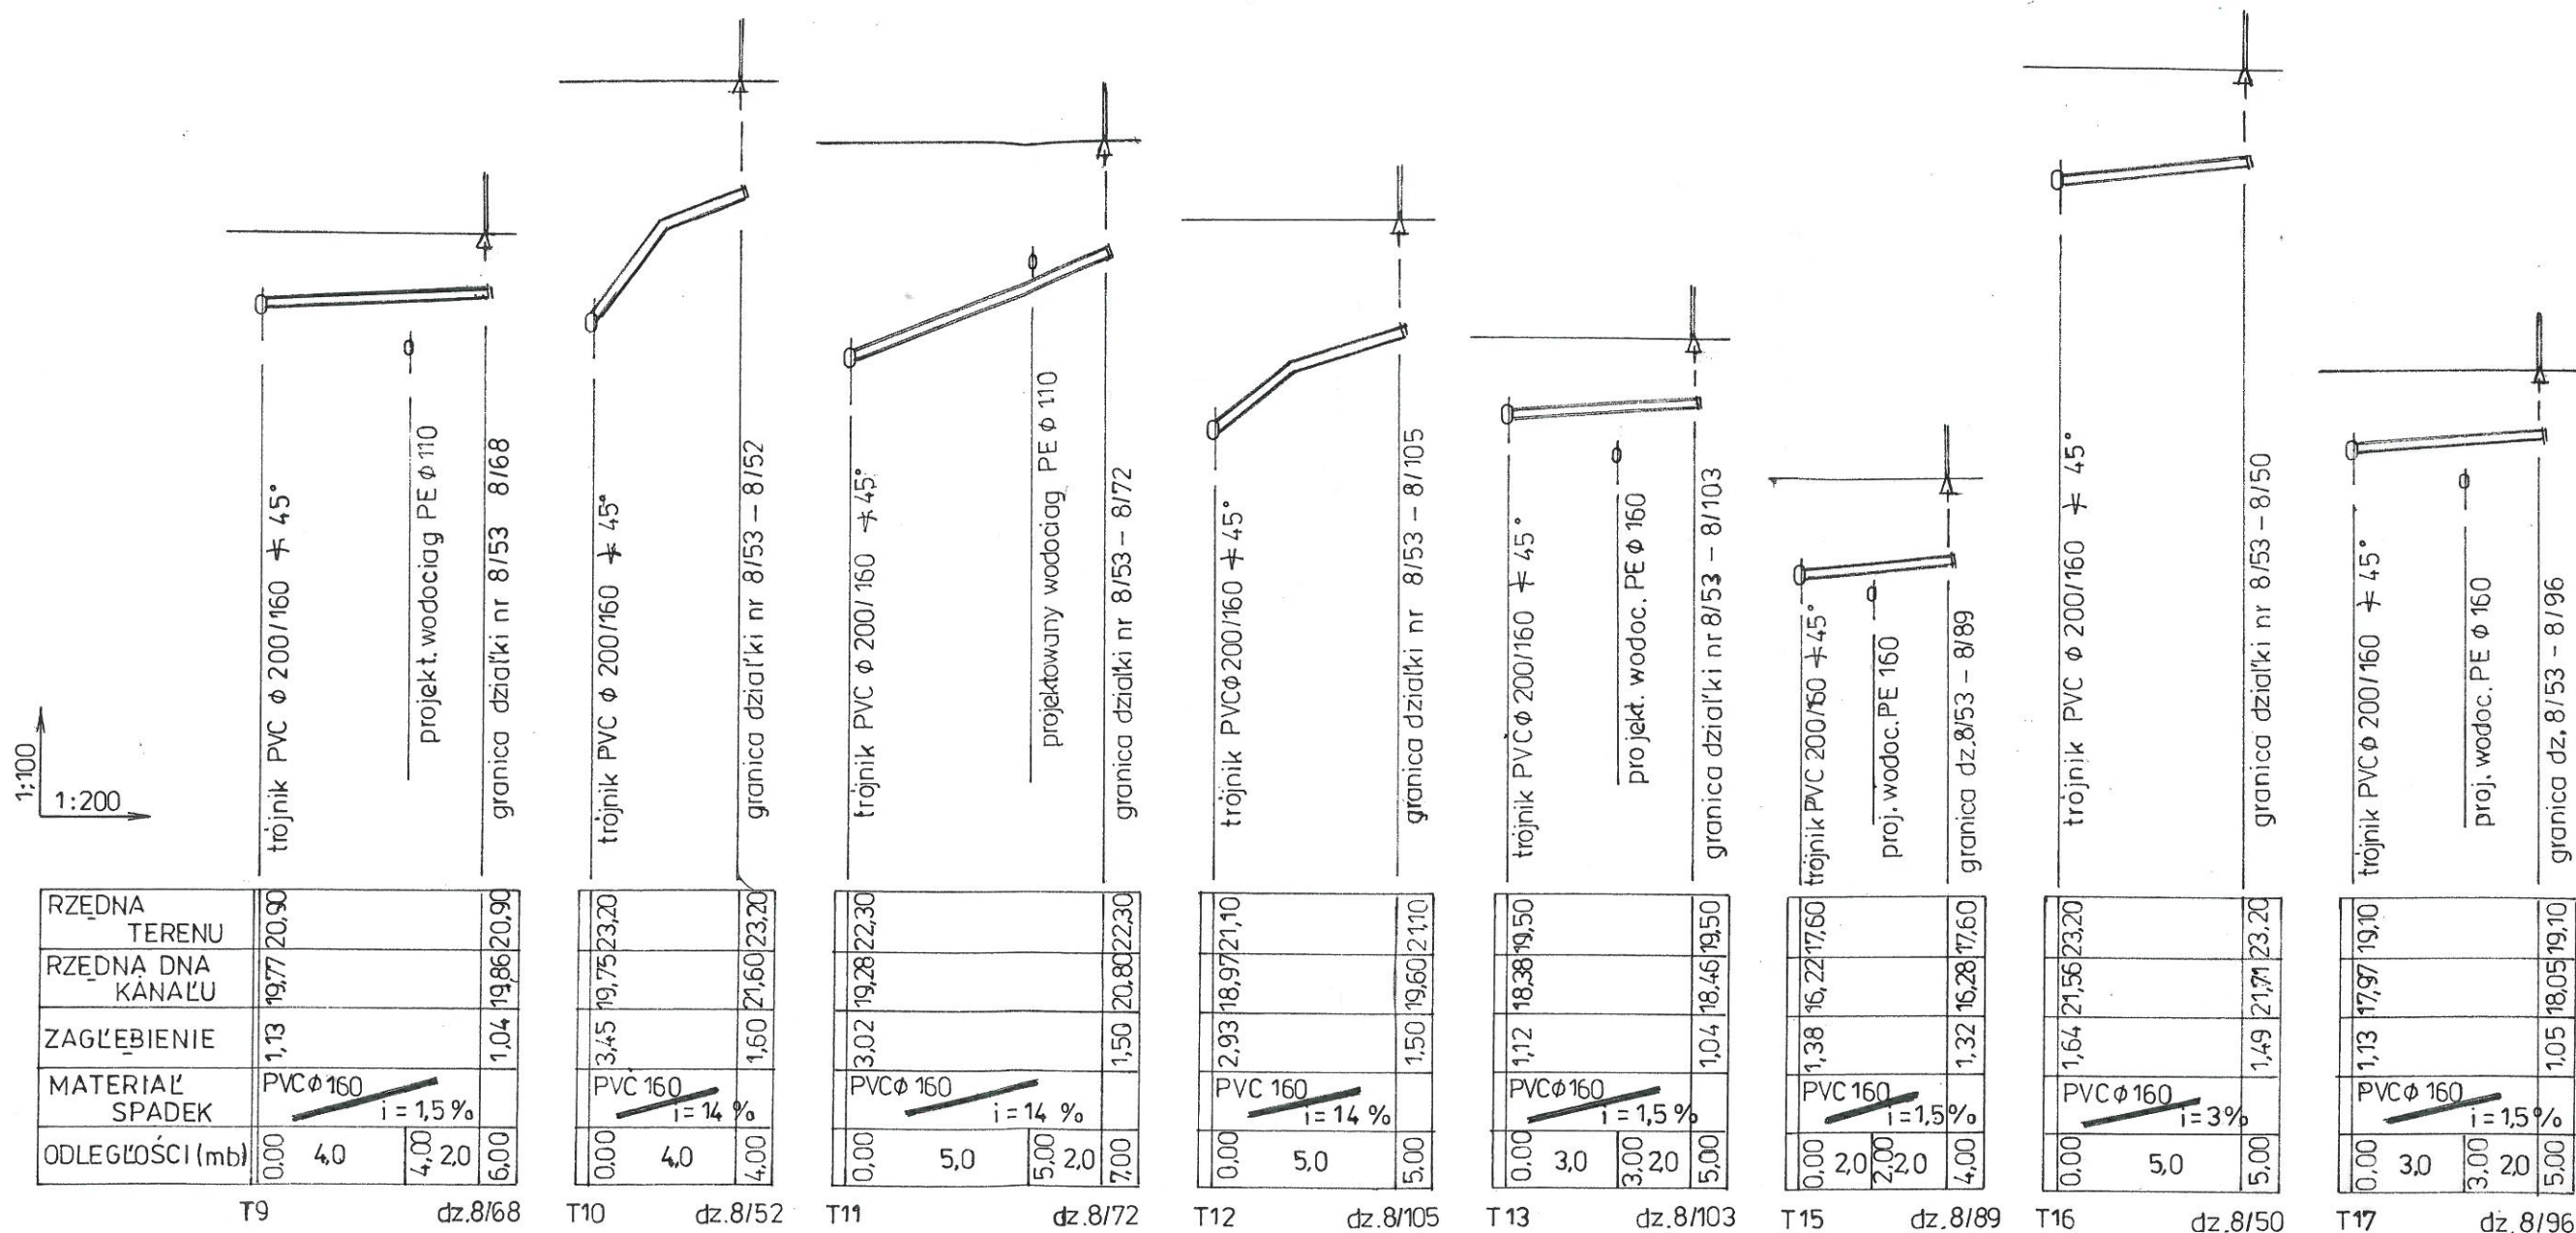 1:100
1:200
trójnik PVC ϕ 200/160 ∢ 45°
projekt. wodociąg PE ϕ 110
granica działki nr 8/53 8/68
trójnik PVC ϕ 200/160 ∢ 45°
granica działki nr 8/53 – 8/52
trójnik PVC ϕ 200/160 ∢ 45°
projektowany wodociąg PE ϕ 110
granica działki nr 8/53 – 8/72
trójnik PVCϕ200/160 ∢ 45°
granica działki nr 8/53 – 8/105
trójnik PVCϕ 200/160 ∢ 45°
projekt. wodoc. PE ϕ 160
granica działki nr 8/53 – 8/103
trójnik PVC 200/160 ∢ 45°
proj. wodoc. PE 160
granica dz.8/53 – 8/89
trójnik PVC ϕ 200/160 ∢ 45°
granica działki nr 8/53 – 8/50
trójnik PVCϕ 200/160 ∢ 45°
proj. wodoc. PE ϕ 160
granica dz. 8/53 – 8/96
RZĘDNA
TERENU
20,90 20,90 23,20 23,20 22,30 22,30 21,10 21,10 19,50 19,50 17,60 17,60 23,20 23,20 19,10 19,10
RZĘDNA DNA
KANAŁU
19,77 19,86 19,75 21,60 19,28 20,80 18,97 19,60 18,38 18,46 16,22 16,28 21,56 21,71 17,97 18,05
ZAGŁĘBIENIE
1,13 1,04 3,45 1,60 3,02 1,50 2,93 1,50 1,12 1,04 1,38 1,32 1,64 1,49 1,13 1,05
MATERIAŁ
SPADEK
PVCϕ160 PVC 160 PVCϕ 160 PVC 160 PVCϕ160 PVC 160 PVCϕ160 PVCϕ 160
i = 1,5 % i = 14 % i = 14 % i = 14 % i = 1,5 % i = 1,5 % i = 3% i = 1,5 %
ODLEGŁOŚCI (mb)
0,00 4,0 4,00 2,0 6,00
0,00 4,0 4,00
0,00 5,0 5,00 2,0 7,00
0,00 5,0 5,00
0,00 3,0 3,00 2,0 5,00
0,00 2,0 2,00 2,0 4,00
0,00 5,0 5,00
0,00 3,0 3,00 2,0 5,00
T9 dz.8/68 T10 dz.8/52 T11 dz.8/72 T12 dz.8/105 T13 dz.8/103 T15 dz.8/89 T16 dz.8/50 T17 dz.8/96